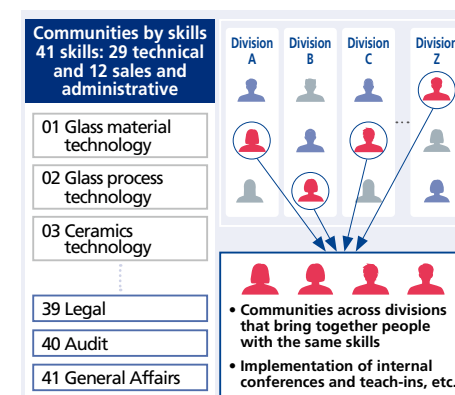 Communities by skills
41 skills: 29 technical
and 12 sales and
administrative
01 Glass material
technology
02 Glass process
technology
03 Ceramics
technology
39 Legal
40 Audit
41 General Affairs
Division
A
Division
B
Division
C
Division
Z
...
• Communities across divisions
that bring together people
with the same skills
• Implementation of internal
conferences and teach-ins, etc.